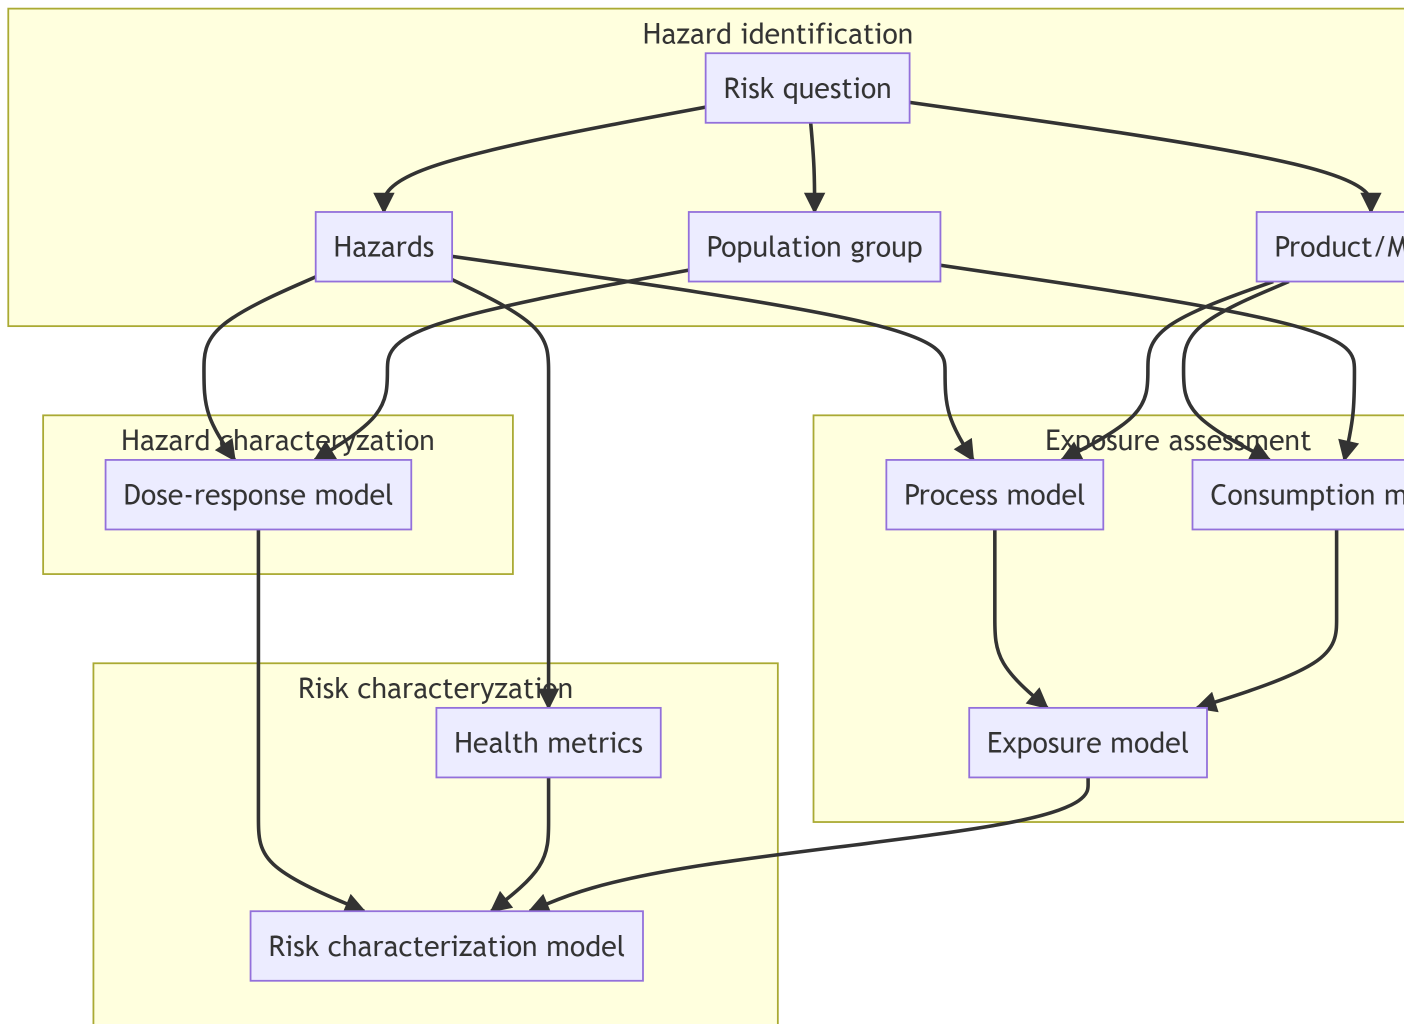 Hazard identification
Risk question
Hazards
Population group
Product/M
Hazard characteryzation
Exposure assessment
Dose-response model
Process model
Consumption m
Risk characteryzation
Health metrics
Exposure model
Risk characterization model